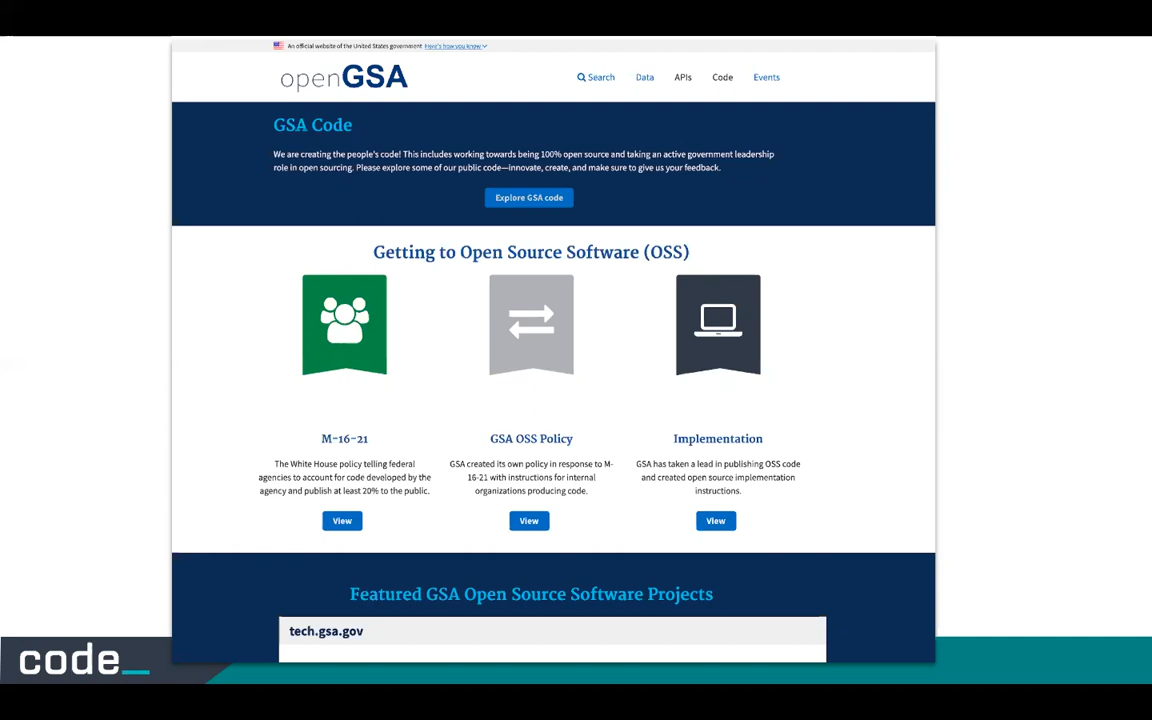 An official website of the United States government Here's how you know
openGSA
Search Data APIs Code Events
GSA Code
We are creating the people's code! This includes working towards being 100% open source and taking an active government leadership
role in open sourcing. Please explore some of our public code—innovate, create, and make sure to give us your feedback.
Explore GSA code
Getting to Open Source Software (OSS)
M-16-21
The White House policy telling federal
agencies to account for code developed by the
agency and publish at least 20% to the public.
View
GSA OSS Policy
GSA created its own policy in response to M-
16-21 with instructions for internal
organizations producing code.
View
Implementation
GSA has taken a lead in publishing OSS code
and created open source implementation
instructions.
View
Featured GSA Open Source Software Projects
tech.gsa.gov
code_